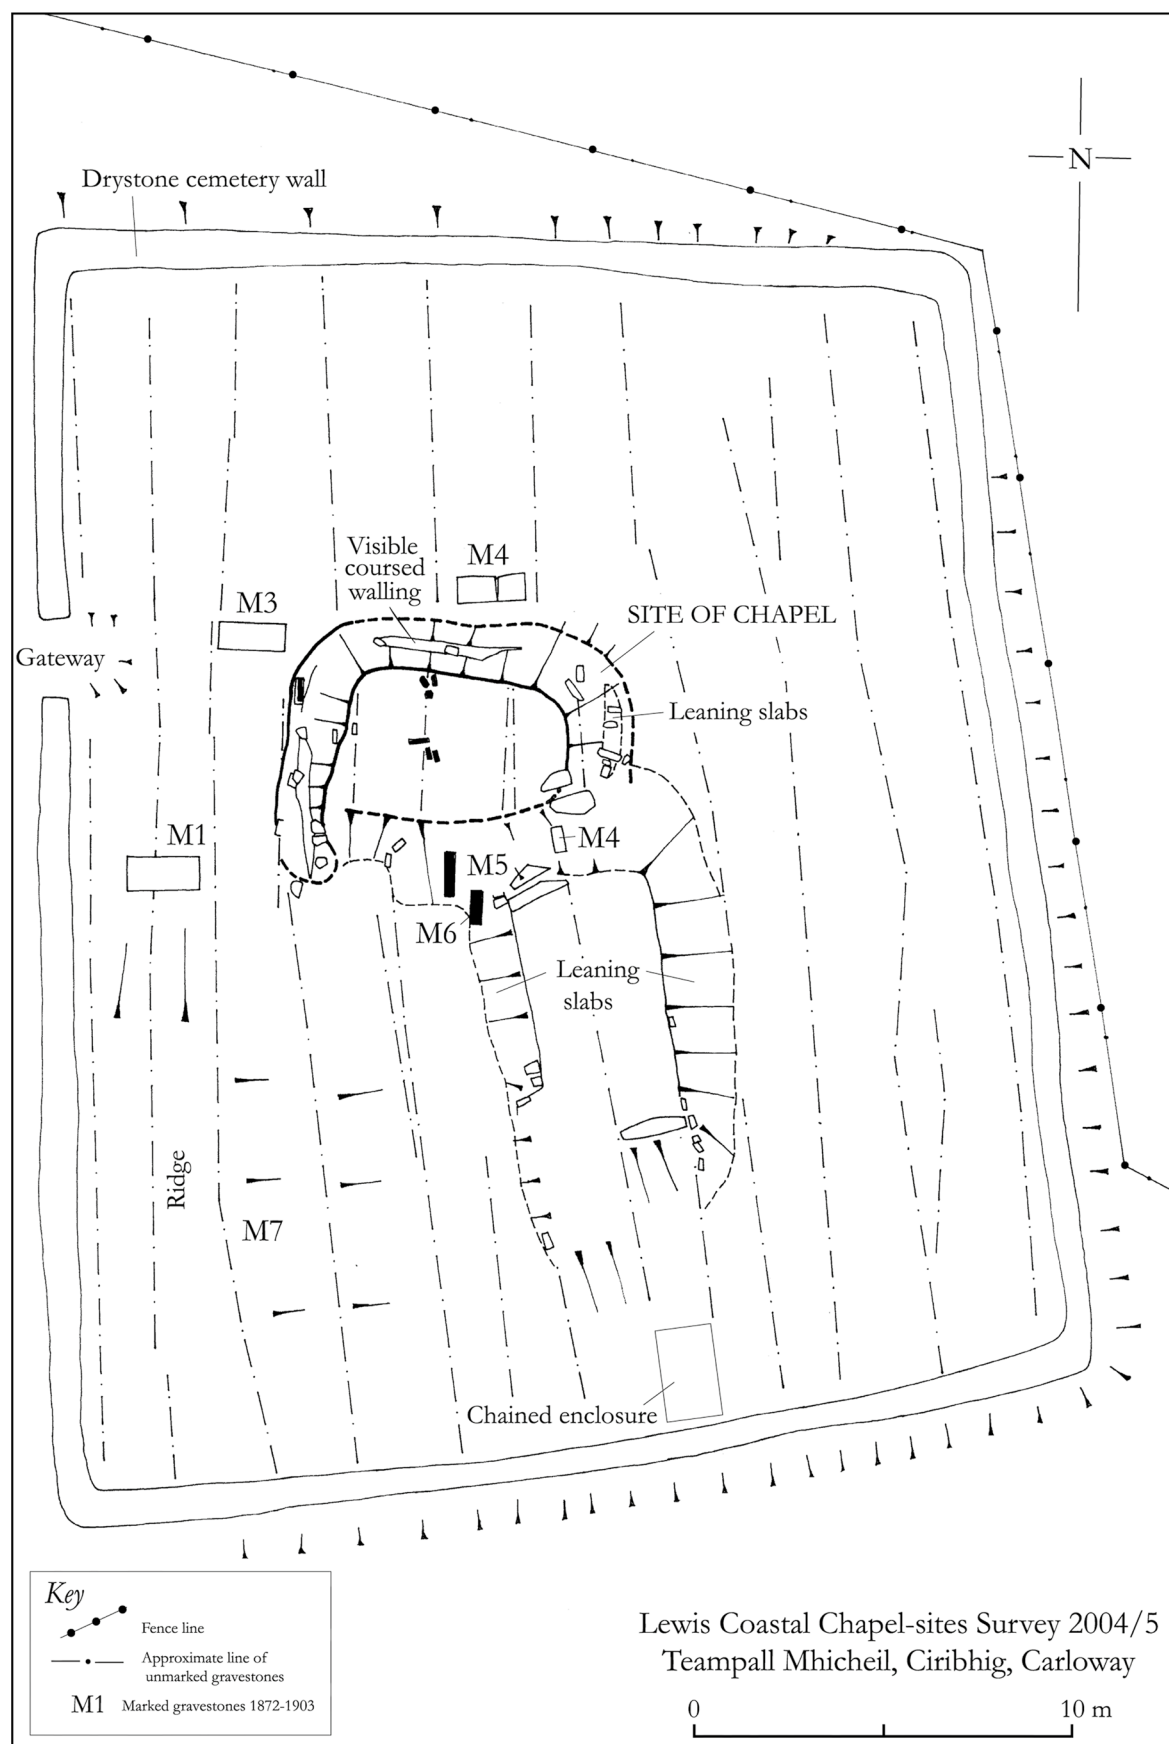 Drystone cemetery wall
N
Visible
coursed
walling
M4
M3
SITE OF CHAPEL
Gateway
Leaning slabs
M1
M4
M5
M6
Leaning
slabs
Ridge
M7
Chained enclosure
Key
Fence line
Approximate line of
unmarked gravestones
M1 Marked gravestones 1872-1903
Lewis Coastal Chapel-sites Survey 2004/5
Teampall Mhicheil, Ciribhig, Carloway
0 10 m